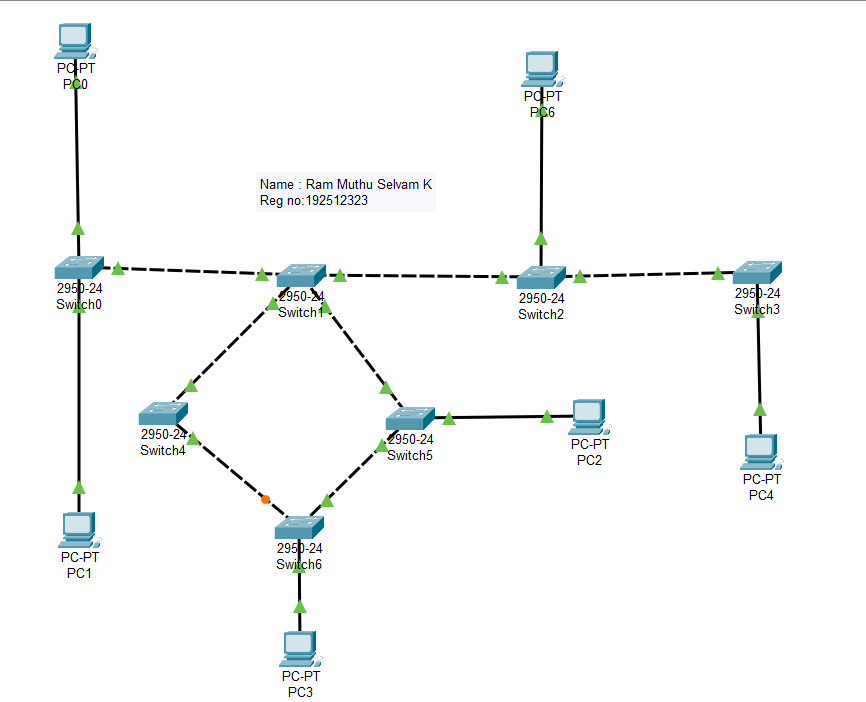 PC-PT
PC0
PC-PT
PC6
Name : Ram Muthu Selvam K
Reg no:192512323
2950-24
Switch0
2950-24
Switch1
2950-24
Switch2
2950-24
Switch3
2950-24
Switch4
2950-24
Switch5
PC-PT
PC2
PC-PT
PC4
2950-24
Switch6
PC-PT
PC1
PC-PT
PC3